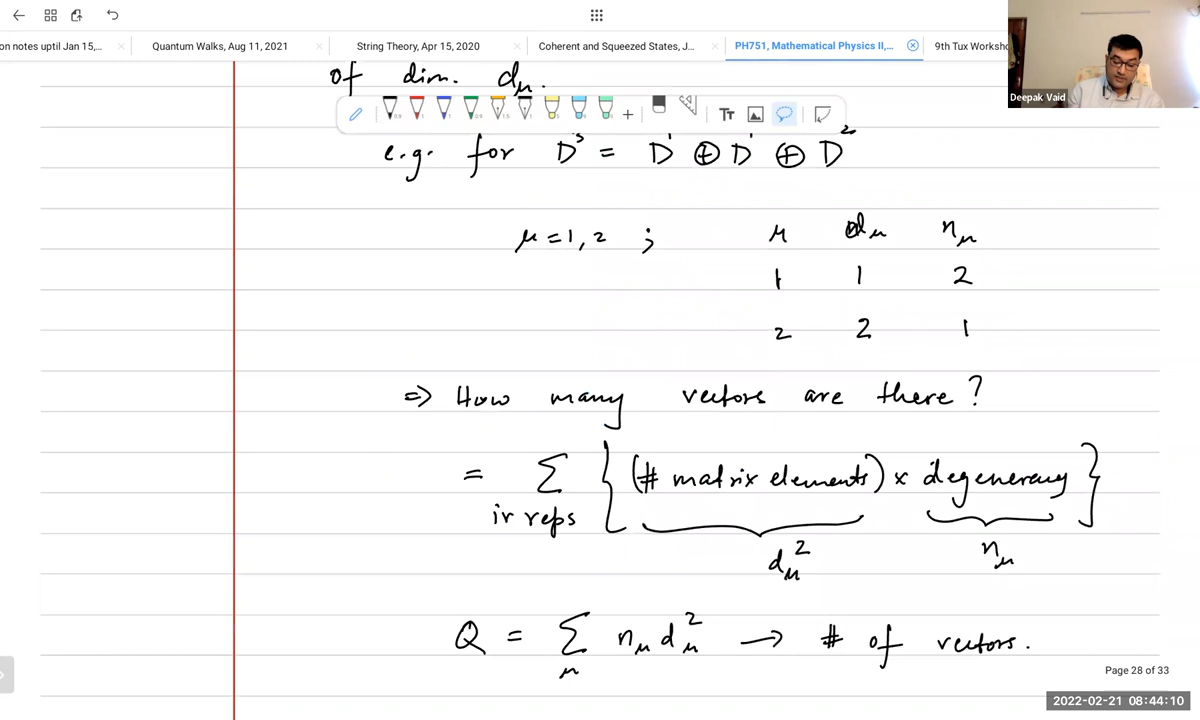 on notes uptil Jan 15,...
Quantum Walks, Aug 11, 2021
String Theory, Apr 15, 2020
Coherent and Squeezed States, J...
PH751, Mathematical Physics II,...
9th Tux Worksho
Deepak Vaid
of dim. dμ.
Tт
e.g. for D³ = D¹ ⊕ D¹ ⊕ D²
μ = 1, 2 ; μ dμ nμ
1 1 2
2 2 1
=> How many vectors are there?
= Σ { (# matrix elements) × degeneracy }
irreps
dμ² nμ
Q = Σ nμ dμ² → # of vectors.
μ
Page 28 of 33
2022-02-21 08:44:10